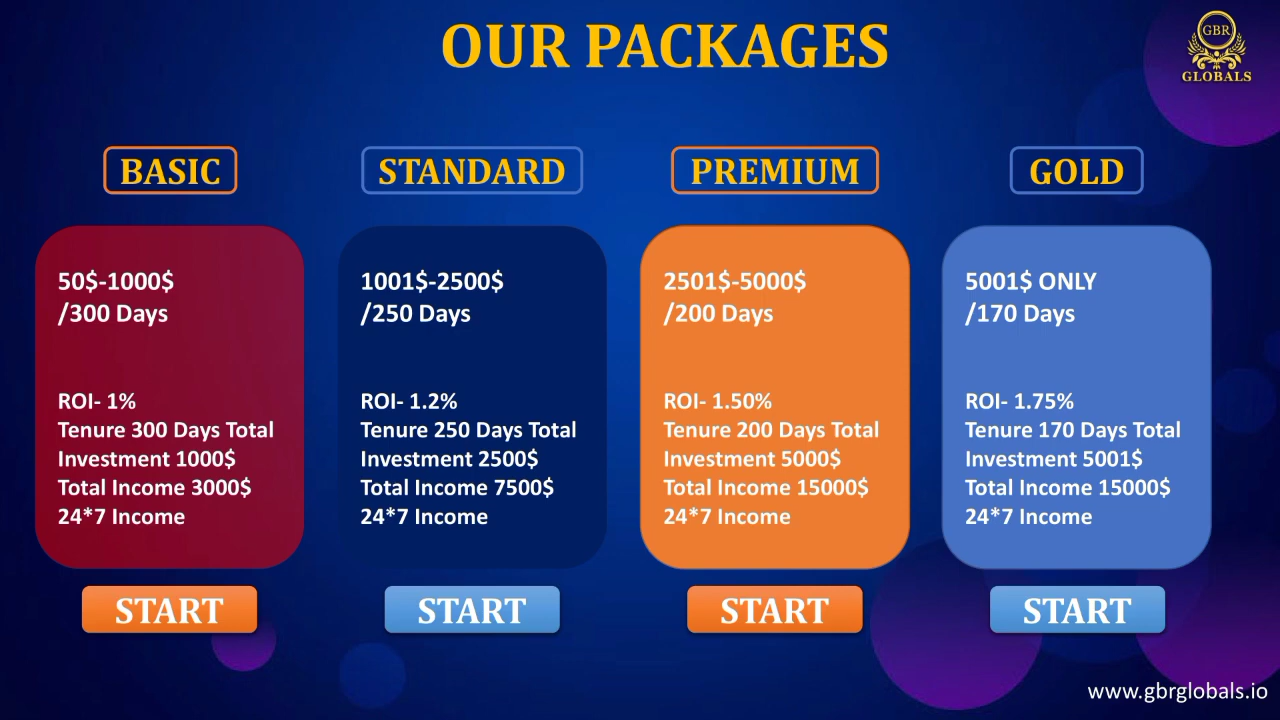 OUR PACKAGES
GBR
GLOBALS
BASIC
50$-1000$
/300 Days
ROI- 1%
Tenure 300 Days Total
Investment 1000$
Total Income 3000$
24*7 Income
START
STANDARD
1001$-2500$
/250 Days
ROI- 1.2%
Tenure 250 Days Total
Investment 2500$
Total Income 7500$
24*7 Income
START
PREMIUM
2501$-5000$
/200 Days
ROI- 1.50%
Tenure 200 Days Total
Investment 5000$
Total Income 15000$
24*7 Income
START
GOLD
5001$ ONLY
/170 Days
ROI- 1.75%
Tenure 170 Days Total
Investment 5001$
Total Income 15000$
24*7 Income
START
www.gbrglobals.io